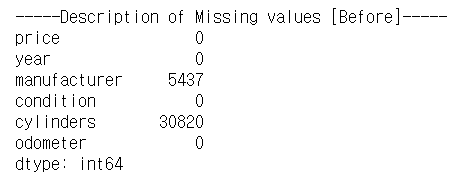 -----Description of Missing values [Before]-----
price 0
year 0
manufacturer 5437
condition 0
cylinders 30820
odometer 0
dtype: int64